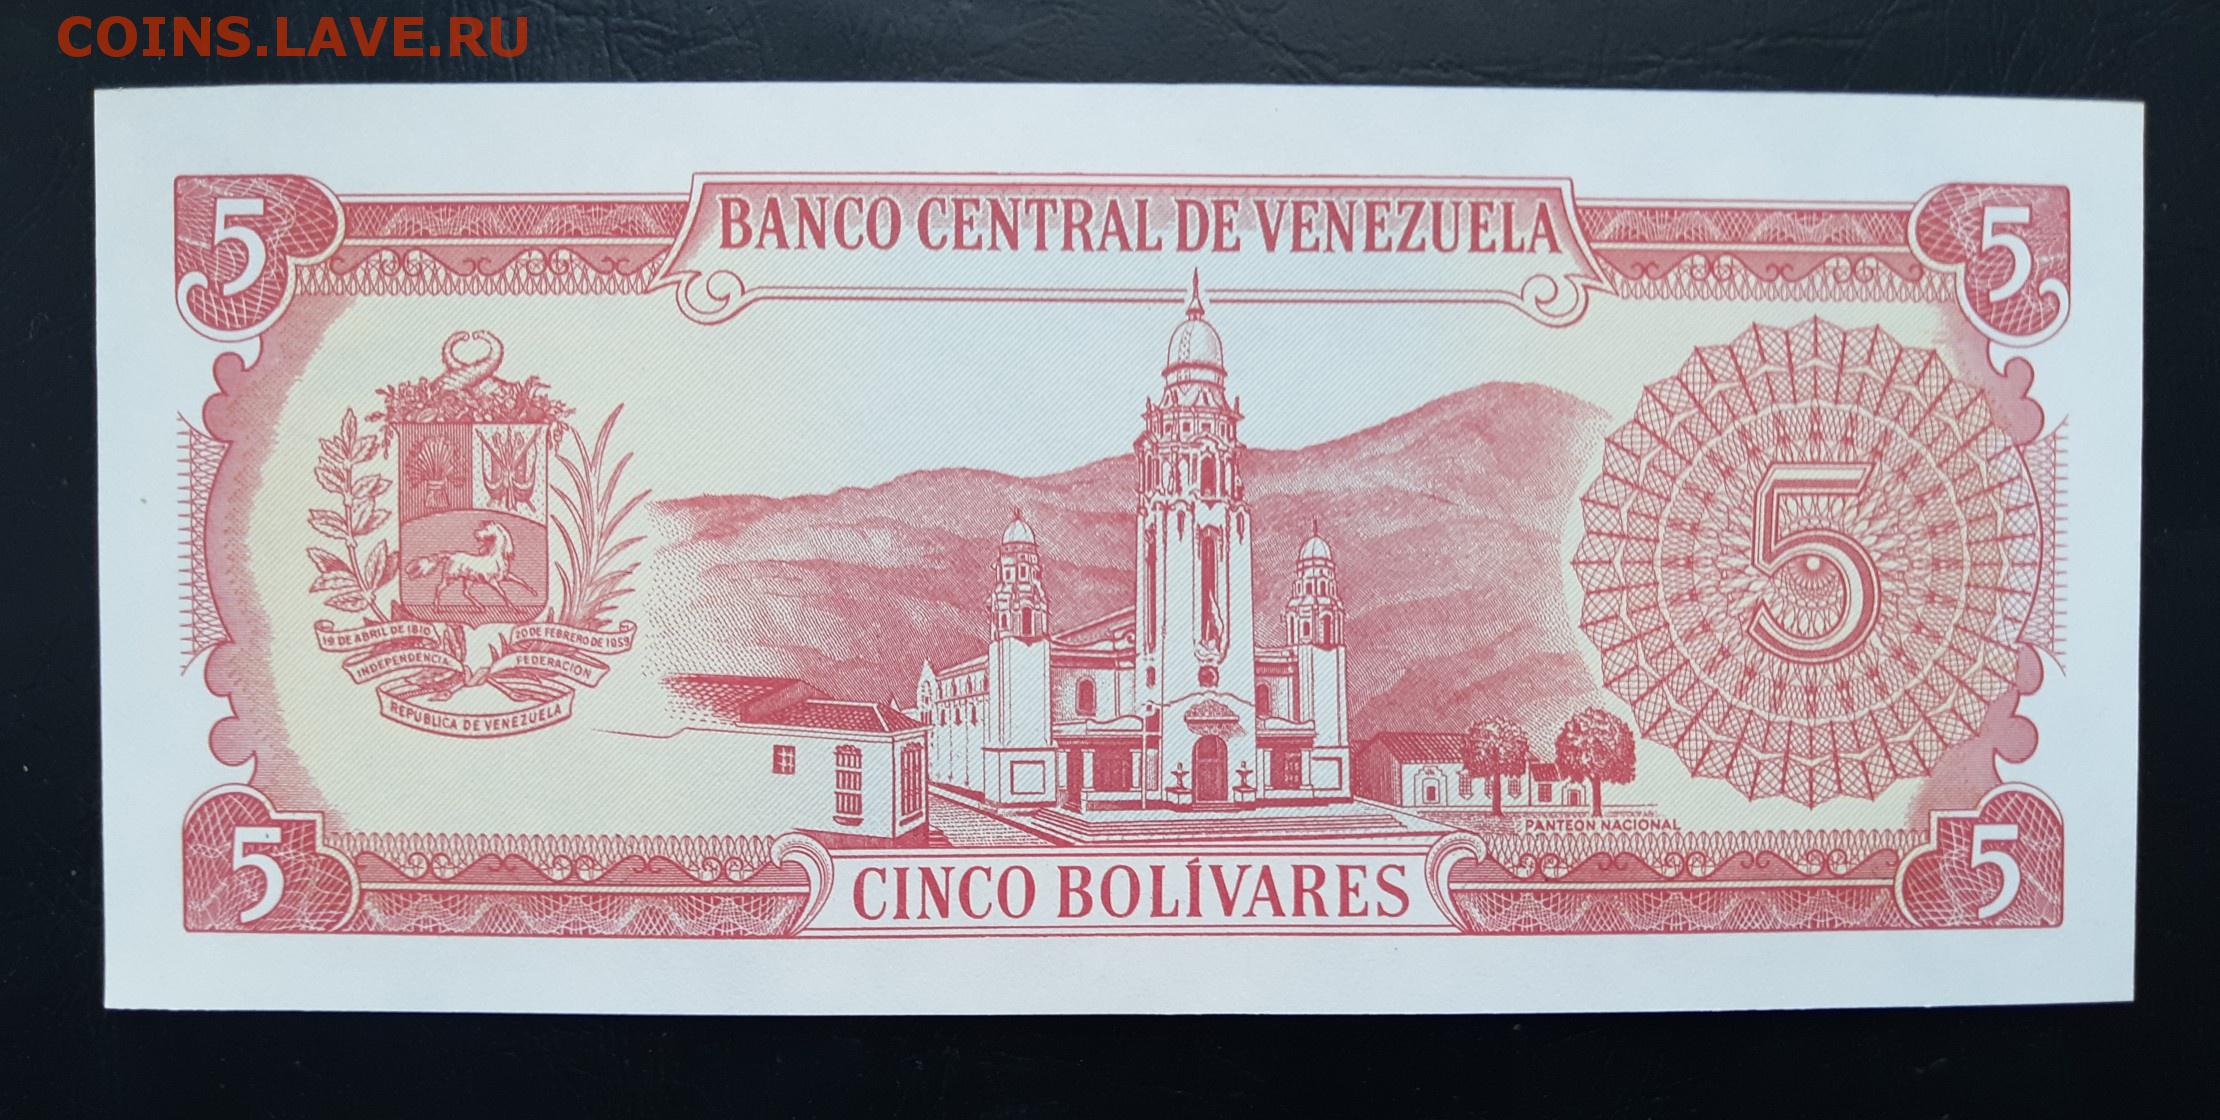 COINS.LAVE.RU
5 BANCO CENTRAL DE VENEZUELA 5
5
19 DE ABRIL DE 1810 20 DE FEBRERO DE 1859
INDEPENDENCIA FEDERACION
REPUBLICA DE VENEZUELA
PANTEON NACIONAL
5 CINCO BOLÍVARES 5